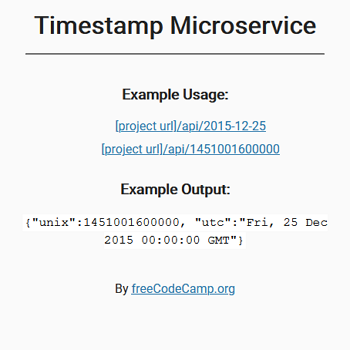 Timestamp Microservice
Example Usage:
[project url]/api/2015-12-25
[project url]/api/1451001600000
Example Output:
{"unix":1451001600000, "utc":"Fri, 25 Dec
2015 00:00:00 GMT"}
By freeCodeCamp.org